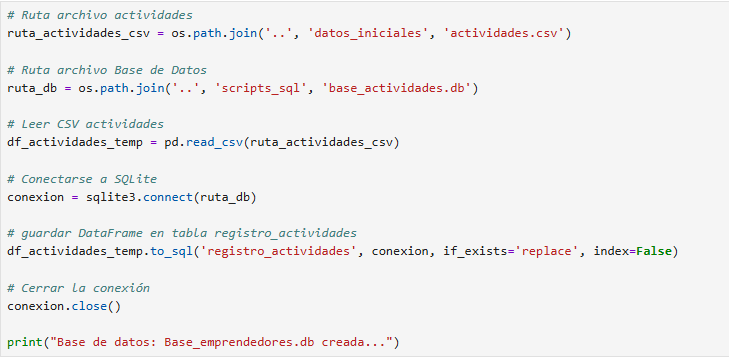 # Ruta archivo actividades
ruta_actividades_csv = os.path.join('..', 'datos_iniciales', 'actividades.csv')
# Ruta archivo Base de Datos
ruta_db = os.path.join('..', 'scripts_sql', 'base_actividades.db')
# Leer CSV actividades
df_actividades_temp = pd.read_csv(ruta_actividades_csv)
# Conectarse a SQLite
conexion = sqlite3.connect(ruta_db)
# guardar DataFrame en tabla registro_actividades
df_actividades_temp.to_sql('registro_actividades', conexion, if_exists='replace', index=False)
# Cerrar la conexión
conexion.close()
print("Base de datos: Base_emprendedores.db creada...")